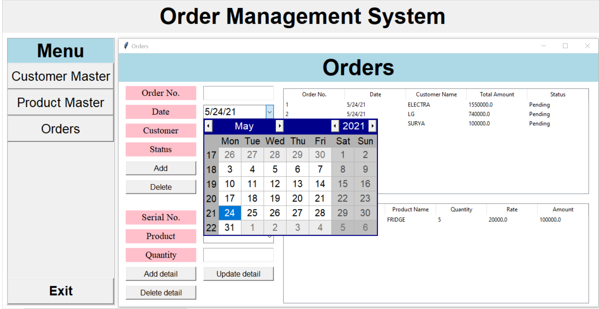 Order Management System
Menu
Customer Master
Product Master
Orders
Exit
Orders
Orders
Order No.
Date 5/24/21
Customer
Status
Add
Delete
Serial No.
Product
Quantity
Add detail Update detail
Delete detail
May 2021
Mon Tue Wed Thu Fri Sat Sun
17 26 27 28 29 30 1 2
18 3 4 5 6 7 8 9
19 10 11 12 13 14 15 16
20 17 18 19 20 21 22 23
21 24 25 26 27 28 29 30
22 31 1 2 3 4 5 6
Order No. Date Customer Name Total Amount Status
1 5/24/21 ELECTRA 1550000.0 Pending
2 5/24/21 LG 740000.0 Pending
5/24/21 SURYA 100000.0 Pending
Product Name Quantity Rate Amount
FRIDGE 5 20000.0 100000.0